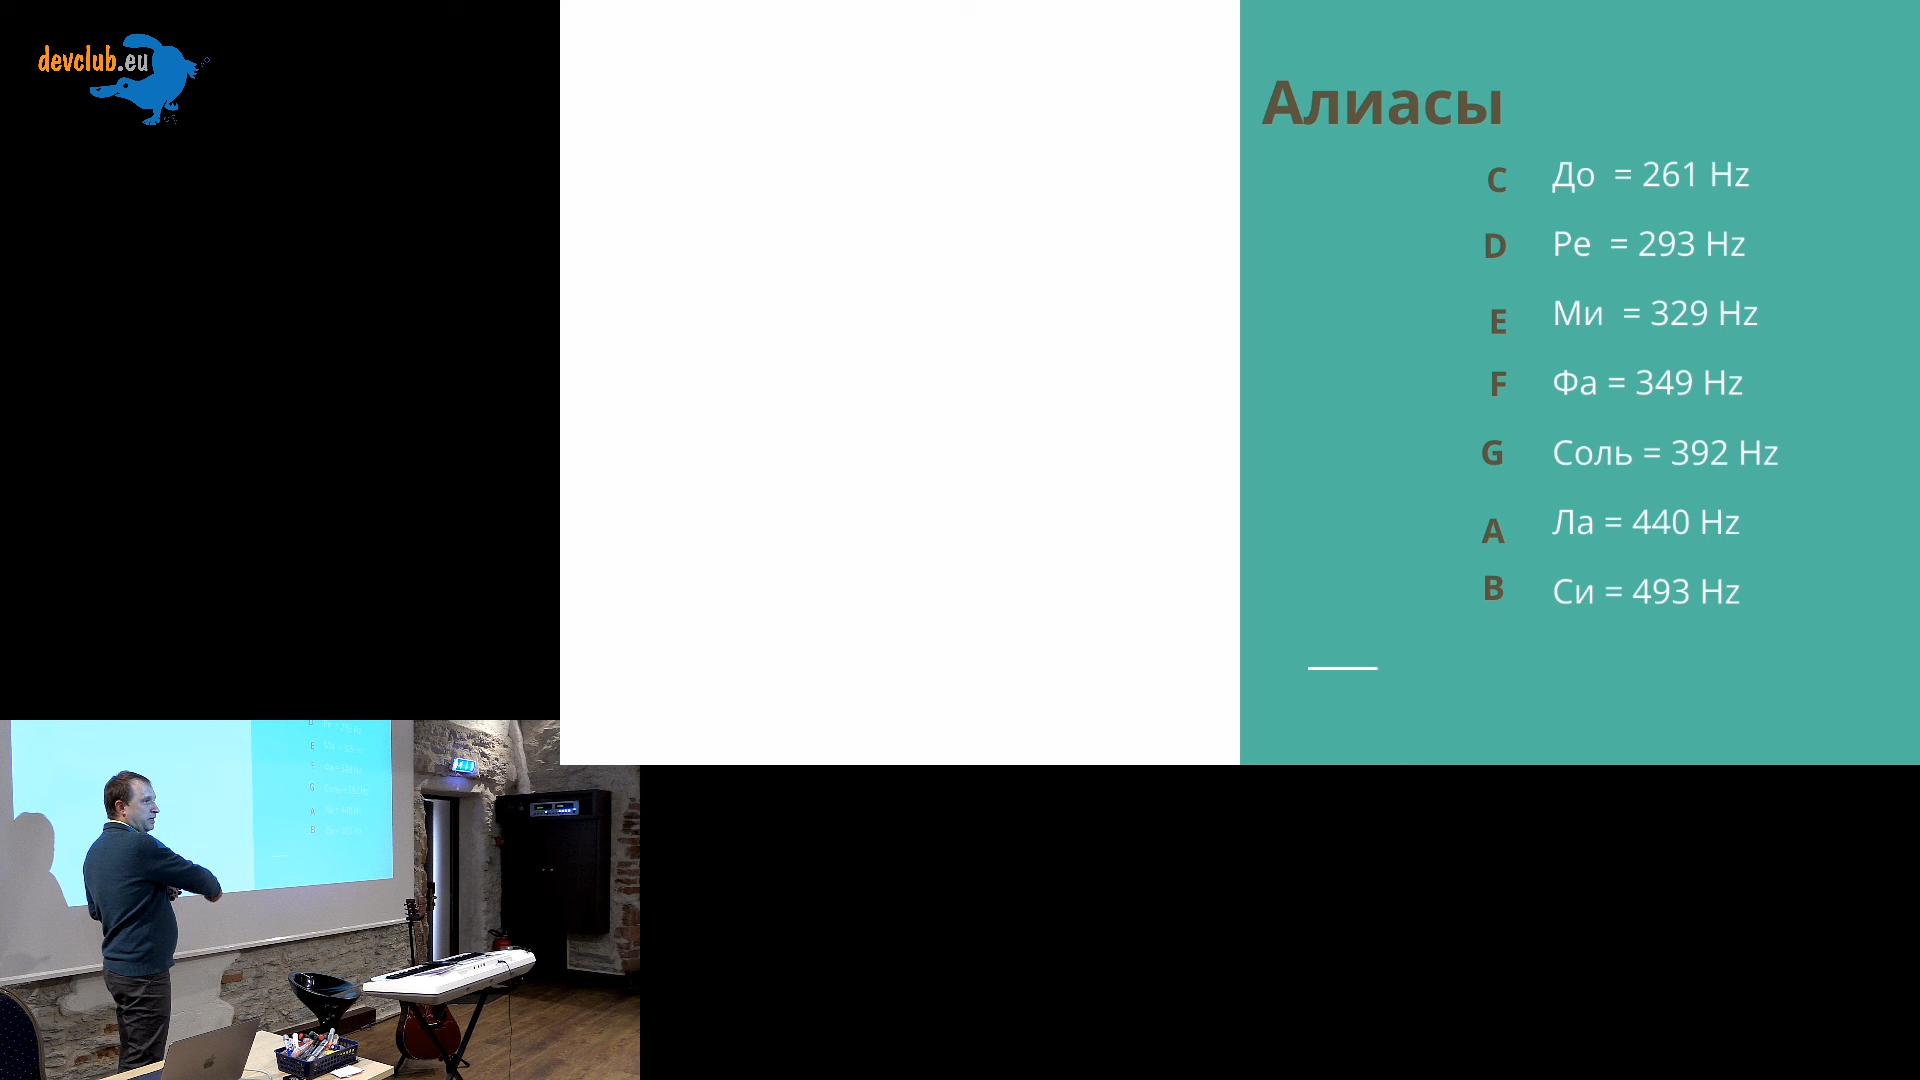 devclub.eu
Алиасы
C До = 261 Hz
D Ре = 293 Hz
E Ми = 329 Hz
F Фа = 349 Hz
G Соль = 392 Hz
A Ла = 440 Hz
B Си = 493 Hz